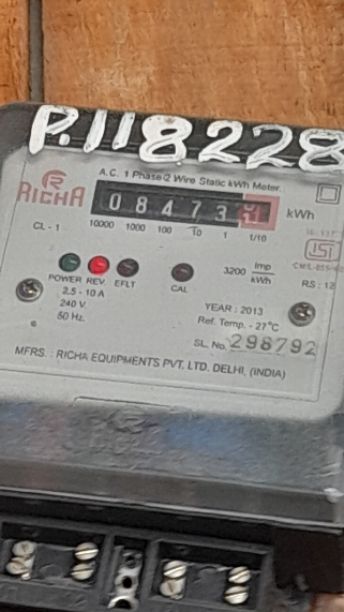 P.118228
A.C. 1 Phase 2 Wire Static kWh Meter.
RICHA
08473 kWh
CL - 1
10000 1000 100 10 1 1/10
POWER REV. EFLT CAL
3200 Imp/kWh
RS : 12
2.5 - 10 A
240 V
50 Hz.
YEAR : 2013
Ref. Temp. - 27°C
SL. No. 298792
MFRS. : RICHA EQUIPMENTS PVT. LTD. DELHI, (INDIA)